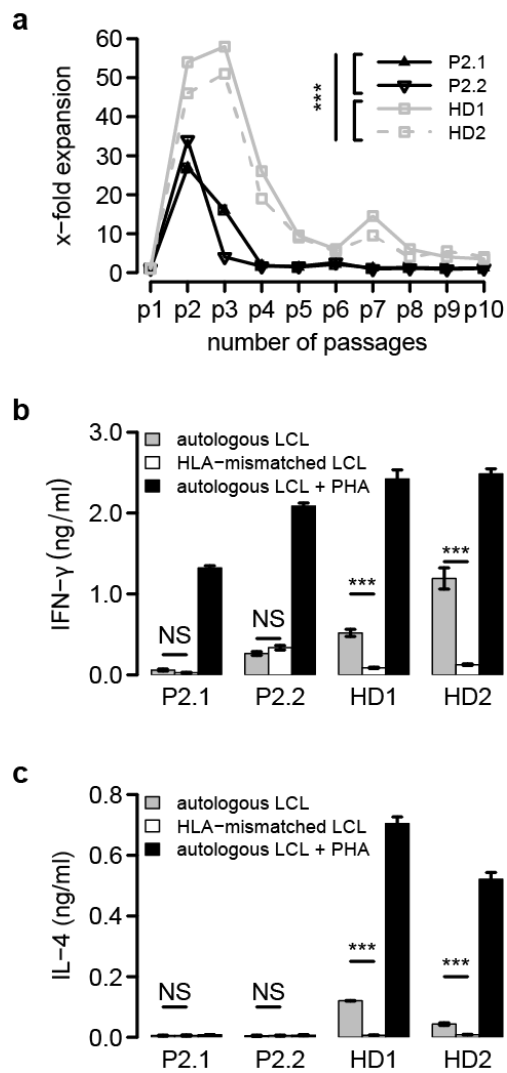 a
60
50
40
30
20
10
0
x−fold expansion
***
P2.1
P2.2
HD1
HD2
p1 p2 p3 p4 p5 p6 p7 p8 p9 p10
number of passages
b
3.0
2.0
1.0
0.0
IFN−γ (ng/ml)
autologous LCL
HLA−mismatched LCL
autologous LCL + PHA
NS NS *** ***
P2.1 P2.2 HD1 HD2
c
0.8
0.6
0.4
0.2
0.0
IL−4 (ng/ml)
autologous LCL
HLA−mismatched LCL
autologous LCL + PHA
NS NS *** ***
P2.1 P2.2 HD1 HD2